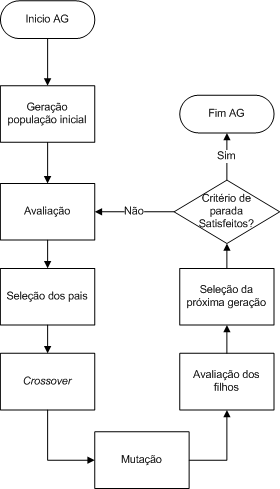 Inicio AG
Geração
população inicial
Avaliação
Seleção dos pais
Crossover
Mutação
Avaliação dos
filhos
Seleção da
próxima geração
Critério de
parada
Satisfeitos?
Não
Sim
Fim AG